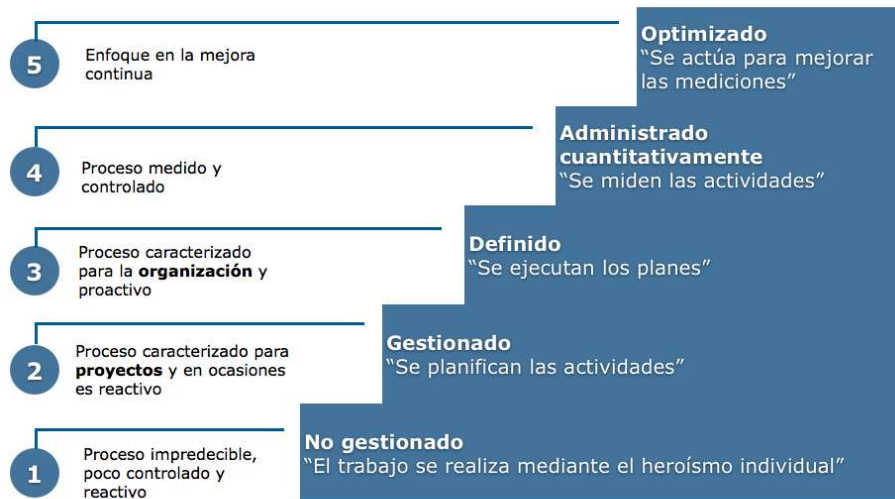 5
Enfoque en la mejora
continua
Optimizado
“Se actúa para mejorar
las mediciones”
4
Proceso medido y
controlado
Administrado
cuantitativamente
“Se miden las actividades”
3
Proceso caracterizado
para la organización y
proactivo
Definido
“Se ejecutan los planes”
2
Proceso caracterizado para
proyectos y en ocasiones
es reactivo
Gestionado
“Se planifican las actividades”
1
Proceso impredecible,
poco controlado y
reactivo
No gestionado
“El trabajo se realiza mediante el heroísmo individual”